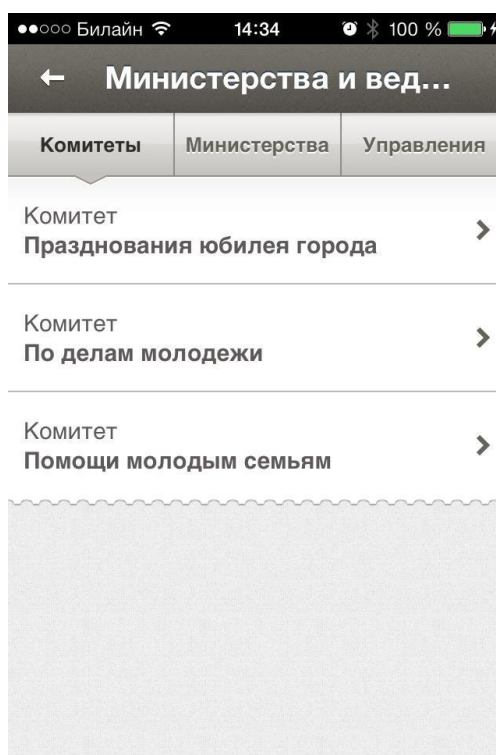 Билайн 14:34 100 %
Министерства и вед...
Комитеты Министерства Управления
Комитет
Празднования юбилея города
Комитет
По делам молодежи
Комитет
Помощи молодым семьям